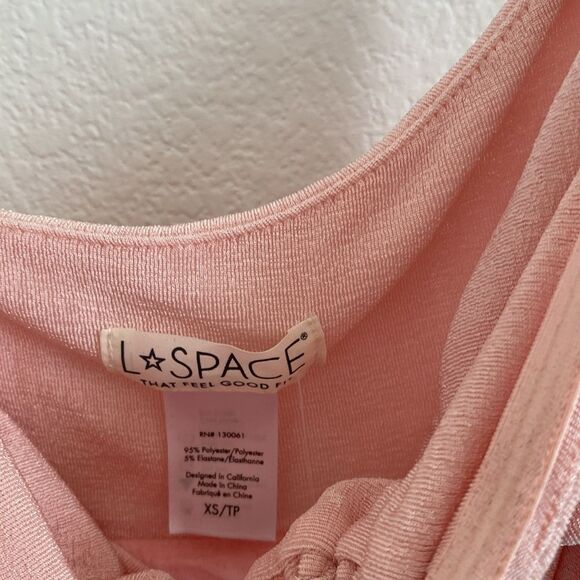 L☆SPACE®
THAT FEEL GOOD FIT
RN# 130061
95% Polyester/Polyester
5% Elastane/Élasthanne
Designed in California
Made in China
Fabriqué en Chine
XS/TP